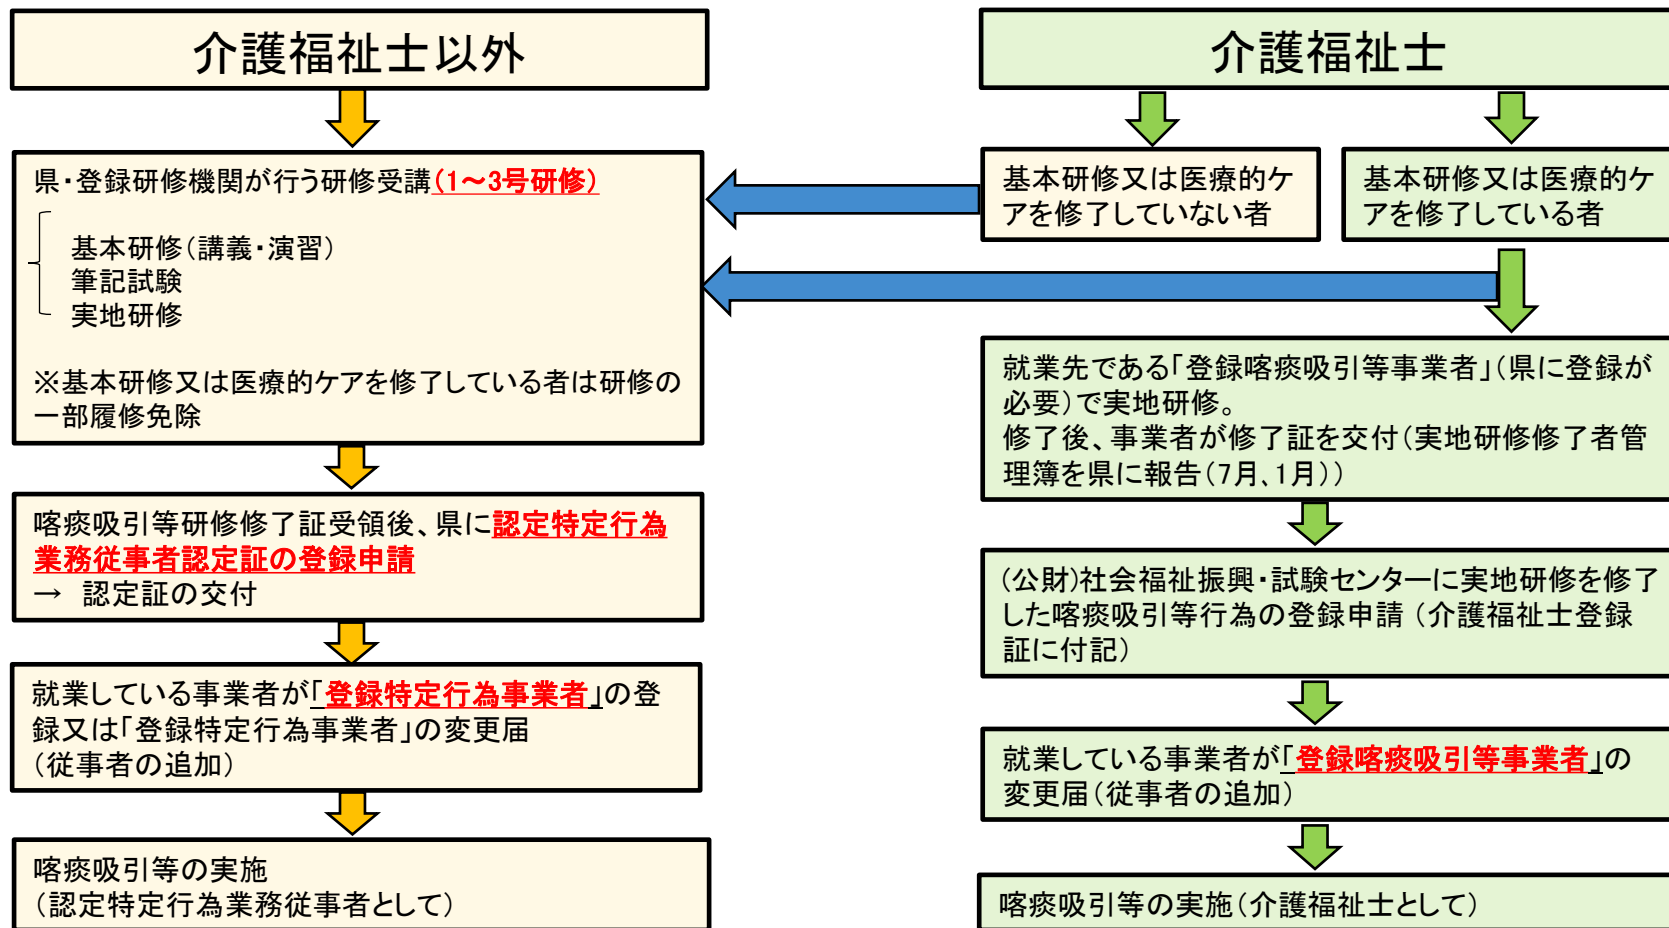 介護福祉士以外
県・登録研修機関が行う研修受講(1～3号研修)
基本研修(講義・演習)
筆記試験
実地研修
※基本研修又は医療的ケアを修了している者は研修の
一部履修免除
喀痰吸引等研修修了証受領後、県に認定特定行為
業務従事者認定証の登録申請
→ 認定証の交付
就業している事業者が「登録特定行為事業者」の登
録又は「登録特定行為事業者」の変更届
(従事者の追加)
喀痰吸引等の実施
(認定特定行為業務従事者として)
介護福祉士
基本研修又は医療的ケ
アを修了していない者
基本研修又は医療的ケ
アを修了している者
就業先である「登録喀痰吸引等事業者」(県に登録が
必要)で実地研修。
修了後、事業者が修了証を交付(実地研修修了者管
理簿を県に報告(7月、1月))
(公財)社会福祉振興・試験センターに実地研修を修了
した喀痰吸引等行為の登録申請(介護福祉士登録
証に付記)
就業している事業者が「登録喀痰吸引等事業者」の
変更届(従事者の追加)
喀痰吸引等の実施(介護福祉士として)